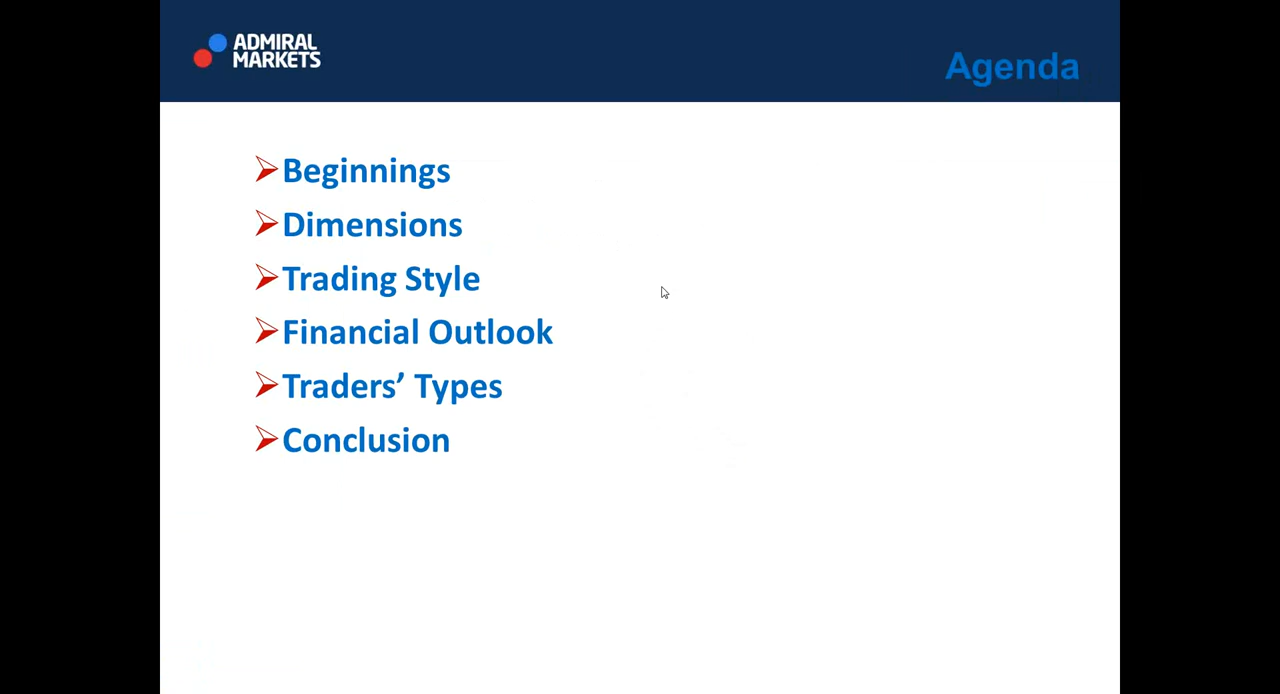 ADMIRAL
MARKETS
Agenda
Beginnings
Dimensions
Trading Style
Financial Outlook
Traders’ Types
Conclusion